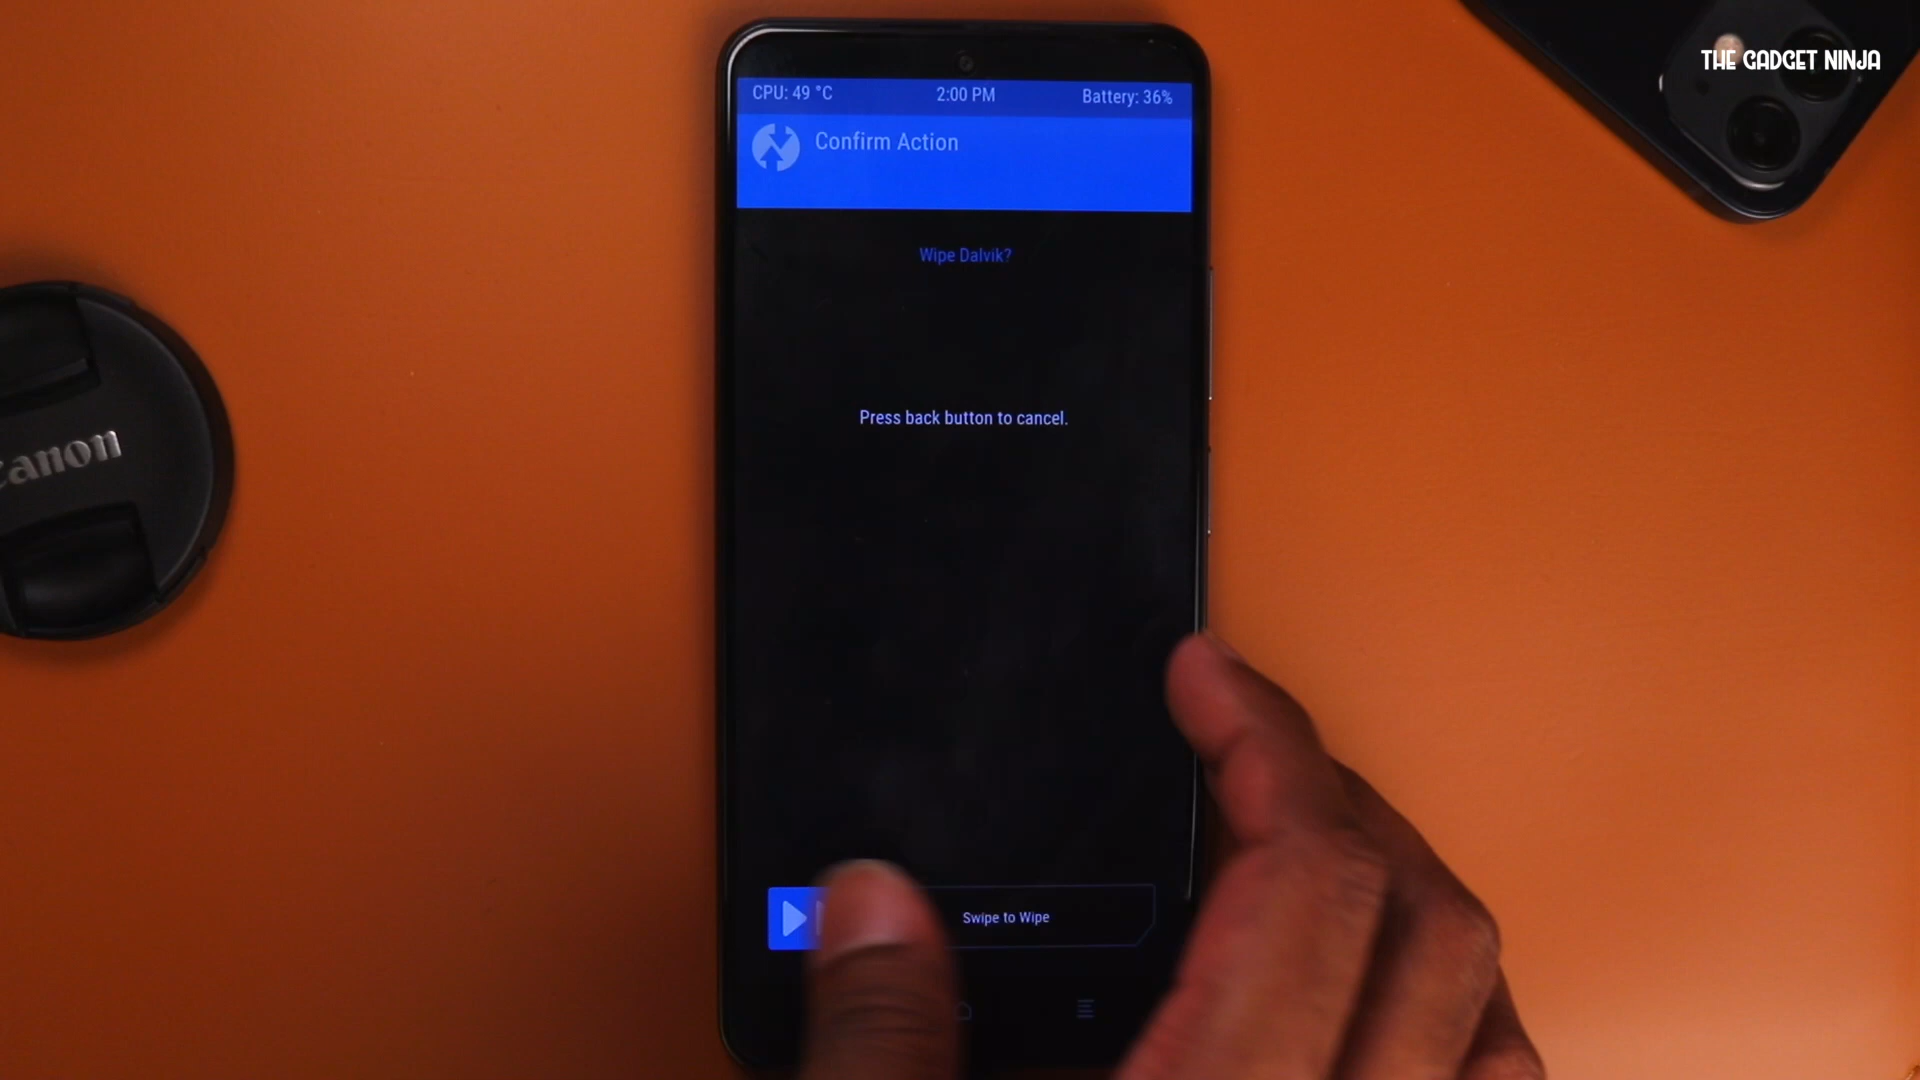 THE GADGET NINJA
CPU: 49 °C
2:00 PM
Battery: 36%
Confirm Action
Wipe Dalvik?
Press back button to cancel.
Canon
Swipe to Wipe